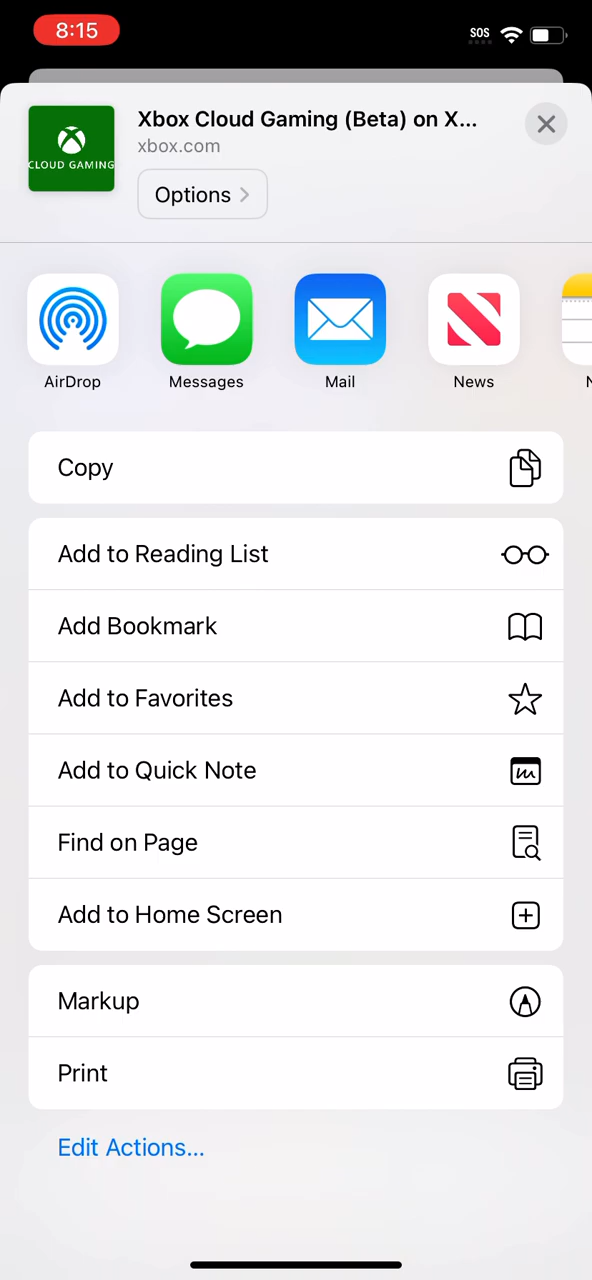 8:15
SOS
Xbox Cloud Gaming (Beta) on X...
xbox.com
CLOUD GAMING
Options
AirDrop
Messages
Mail
News
Copy
Add to Reading List
Add Bookmark
Add to Favorites
Add to Quick Note
Find on Page
Add to Home Screen
Markup
Print
Edit Actions...